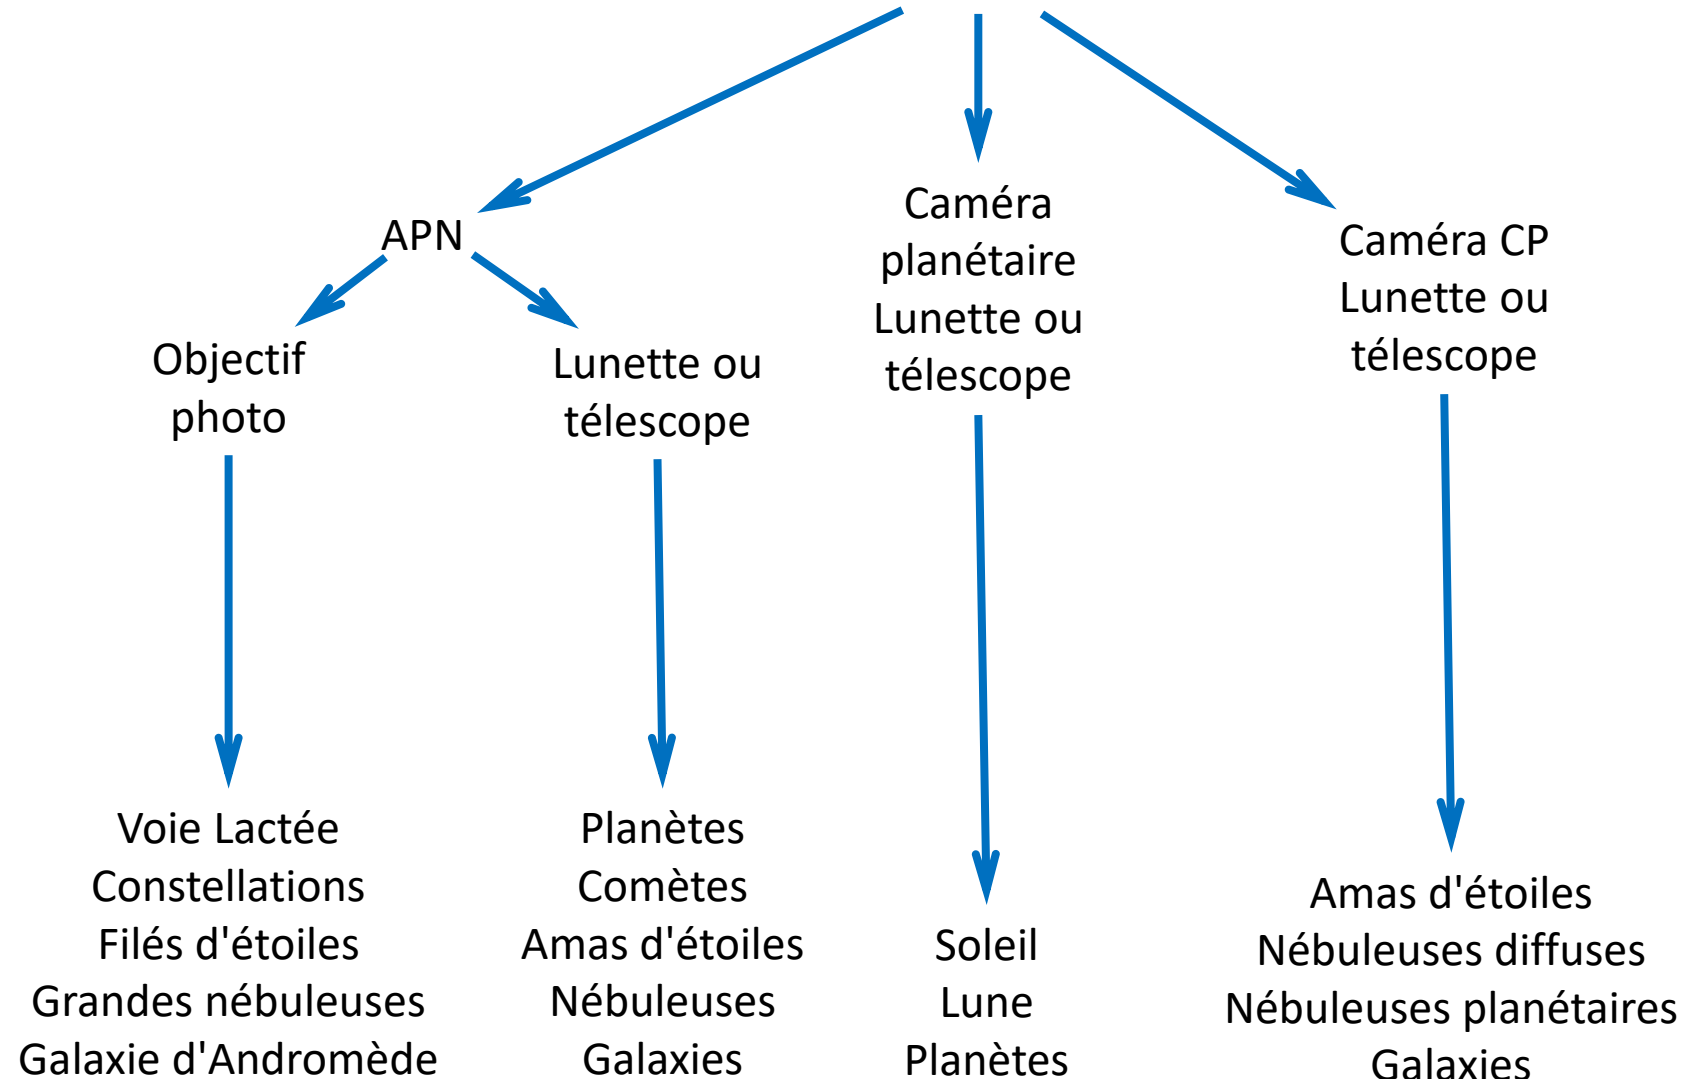 APN
Caméra
planétaire
Lunette ou
télescope
Caméra CP
Lunette ou
télescope
Objectif
photo
Lunette ou
télescope
Voie Lactée
Constellations
Filés d'étoiles
Grandes nébuleuses
Galaxie d'Andromède
Planètes
Comètes
Amas d'étoiles
Nébuleuses
Galaxies
Soleil
Lune
Planètes
Amas d'étoiles
Nébuleuses diffuses
Nébuleuses planétaires
Galaxies